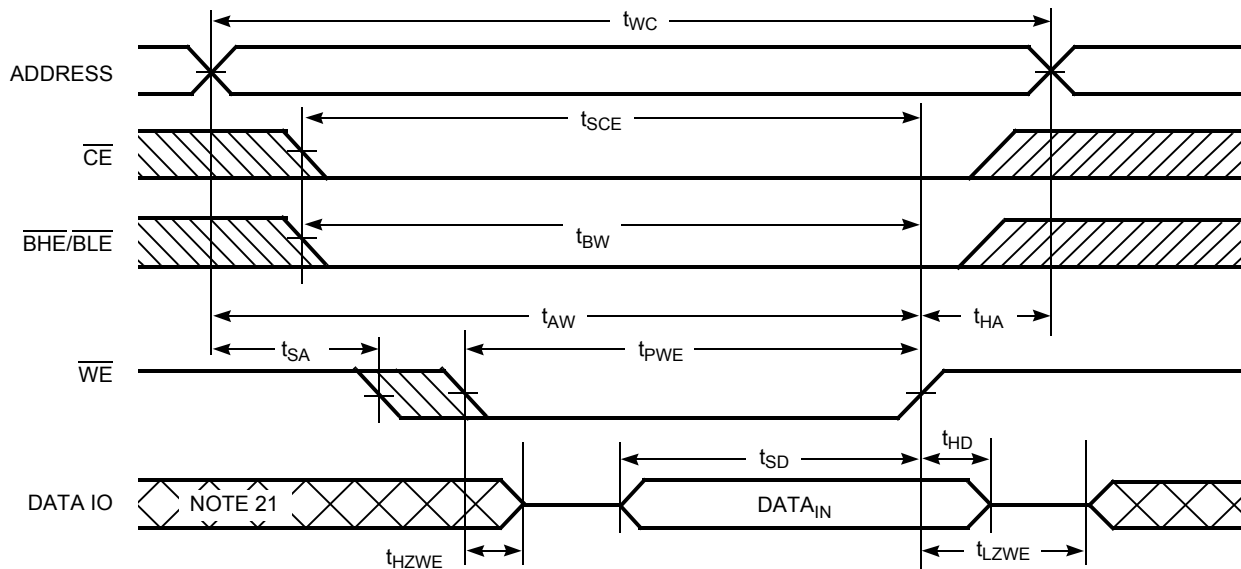 tWC
ADDRESS
tSCE
CE
BHE/BLE
tBW
tAW
tHA
tSA
tPWE
WE
tHD
tSD
DATA IO
NOTE 21
DATAIN
tHZWE
tLZWE